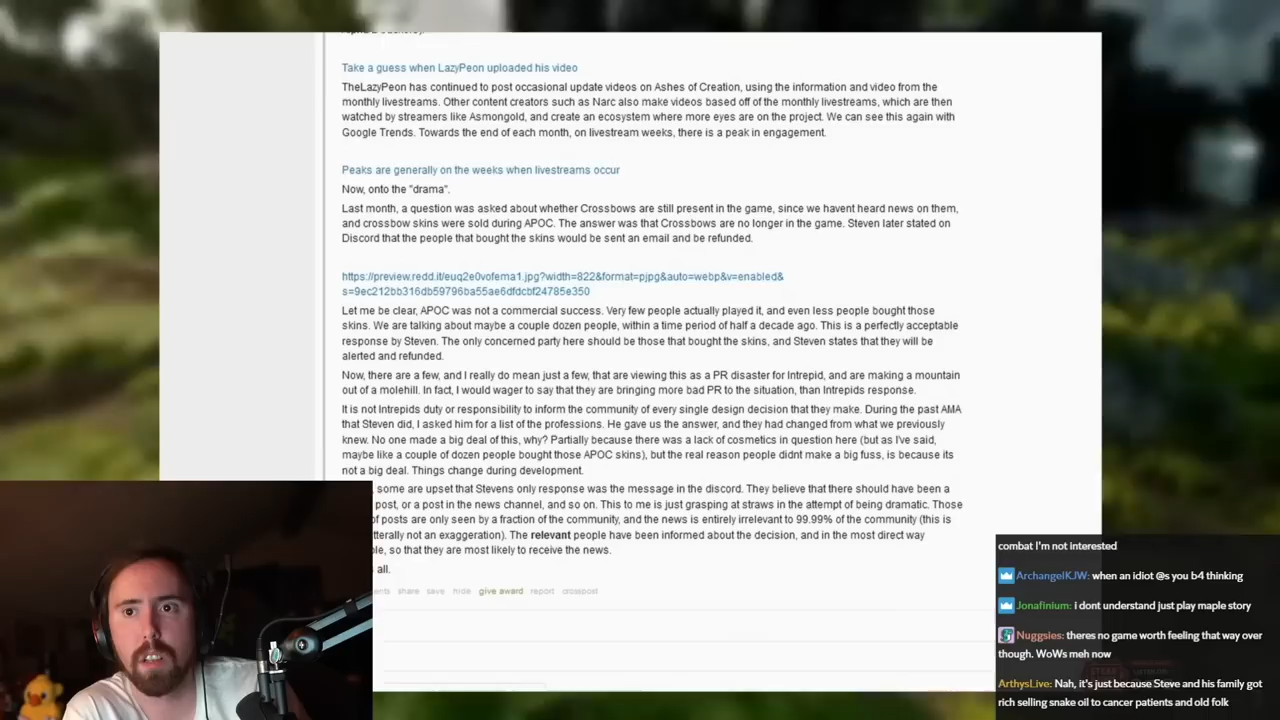 Take a guess when LazyPeon uploaded his video
TheLazyPeon has continued to post occasional update videos on Ashes of Creation, using the information and video from the
monthly livestreams. Other content creators such as Narc also make videos based off of the monthly livestreams, which are then
watched by streamers like Asmongold, and create an ecosystem where more eyes are on the project. We can see this again with
Google Trends. Towards the end of each month, on livestream weeks, there is a peak in engagement.
Peaks are generally on the weeks when livestreams occur
Now, onto the "drama".
Last month, a question was asked about whether Crossbows are still present in the game, since we havent heard news on them,
and crossbow skins were sold during APOC. The answer was that Crossbows are no longer in the game. Steven later stated on
Discord that the people that bought the skins would be sent an email and be refunded.
https://preview.redd.it/euq2e0vofema1.jpg?width=822&format=pjpg&auto=webp&v=enabled&
s=9ec212bb316db59796ba55ae6dfdcbf24785e350
Let me be clear, APOC was not a commercial success. Very few people actually played it, and even less people bought those
skins. We are talking about maybe a couple dozen people, within a time period of half a decade ago. This is a perfectly acceptable
response by Steven. The only concerned party here should be those that bought the skins, and Steven states that they will be
alerted and refunded.
Now, there are a few, and I really do mean just a few, that are viewing this as a PR disaster for Intrepid, and are making a mountain
out of a molehill. In fact, I would wager to say that they are bringing more bad PR to the situation, than Intrepids response.
It is not Intrepids duty or responsibility to inform the community of every single design decision that they make. During the past AMA
that Steven did, I asked him for a list of the professions. He gave us the answer, and they had changed from what we previously
knew. No one made a big deal of this, why? Partially because there was a lack of cosmetics in question here (but as I've said,
maybe like a couple of dozen people bought those APOC skins), but the real reason people didnt make a big fuss, is because its
not a big deal. Things change during development.
some are upset that Stevens only response was the message in the discord. They believe that there should have been a
post, or a post in the news channel, and so on. This to me is just grasping at straws in the attempt of being dramatic. Those
of posts are only seen by a fraction of the community, and the news is entirely irrelevant to 99.99% of the community (this is
tterally not an exaggeration). The relevant people have been informed about the decision, and in the most direct way
le, so that they are most likely to receive the news.
all.
ents share save hide give award report crosspost
combat I'm not interested
ArchangelKJW: when an idiot @s you b4 thinking
Jonafinium: i dont understand just play maple story
Nuggsies: theres no game worth feeling that way over
though. WoWs meh now
ArthysLive: Nah, it's just because Steve and his family got
rich selling snake oil to cancer patients and old folk